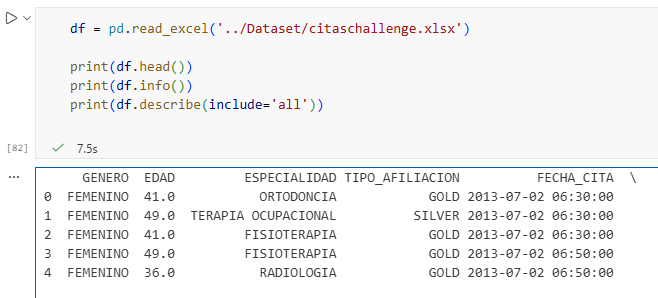 df = pd.read_excel('../Dataset/citaschallenge.xlsx')
print(df.head())
print(df.info())
print(df.describe(include='all'))
[82] 7.5s
... GENERO EDAD ESPECIALIDAD TIPO_AFILIACION FECHA_CITA \
0 FEMENINO 41.0 ORTODONCIA GOLD 2013-07-02 06:30:00
1 FEMENINO 49.0 TERAPIA OCUPACIONAL SILVER 2013-07-02 06:30:00
2 FEMENINO 41.0 FISIOTERAPIA GOLD 2013-07-02 06:30:00
3 FEMENINO 49.0 FISIOTERAPIA GOLD 2013-07-02 06:50:00
4 FEMENINO 36.0 RADIOLOGIA GOLD 2013-07-02 06:50:00